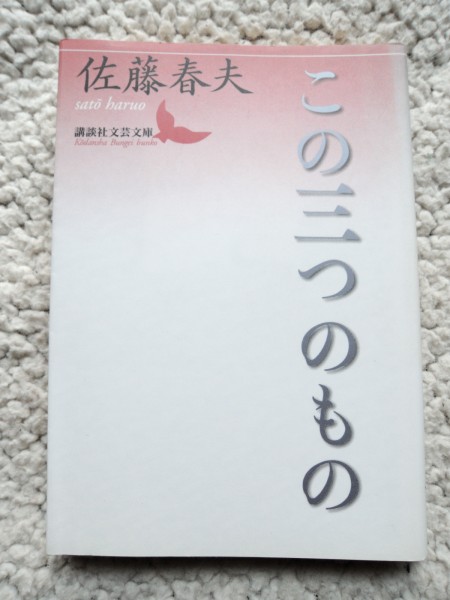 この三つのもの
佐藤春夫
satō haruo
講談社文芸文庫
Kōdansha Bungei bunko